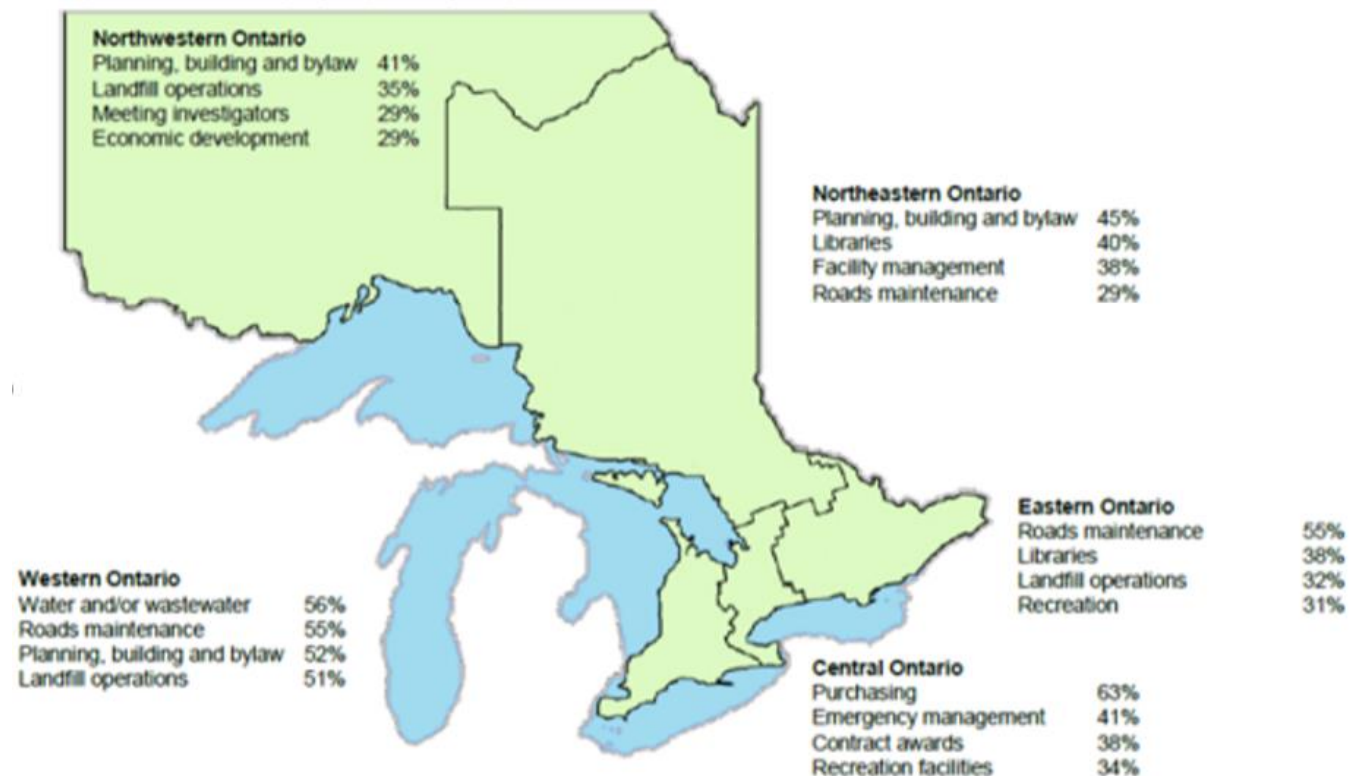 Northwestern Ontario
Planning, building and bylaw 41%
Landfill operations 35%
Meeting investigators 29%
Economic development 29%
Northeastern Ontario
Planning, building and bylaw 45%
Libraries 40%
Facility management 38%
Roads maintenance 29%
Eastern Ontario
Roads maintenance 55%
Libraries 38%
Landfill operations 32%
Recreation 31%
Western Ontario
Water and/or wastewater 56%
Roads maintenance 55%
Planning, building and bylaw 52%
Landfill operations 51%
Central Ontario
Purchasing 63%
Emergency management 41%
Contract awards 38%
Recreation facilities 34%